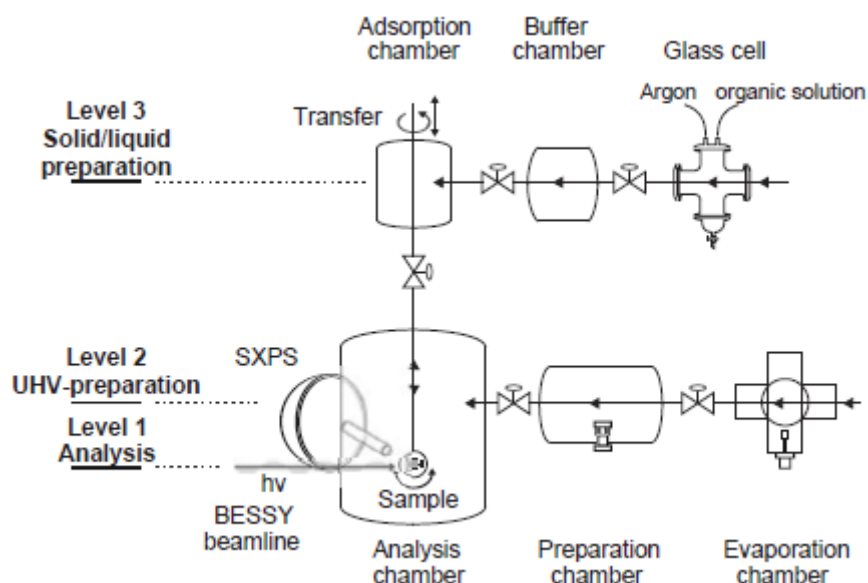 Adsorption
chamber
Buffer
chamber
Glass cell
Argon organic solution
Level 3
Solid/liquid
preparation
Transfer
Level 2
UHV-preparation
SXPS
Level 1
Analysis
hv
BESSY
beamline
Sample
Analysis
chamber
Preparation
chamber
Evaporation
chamber